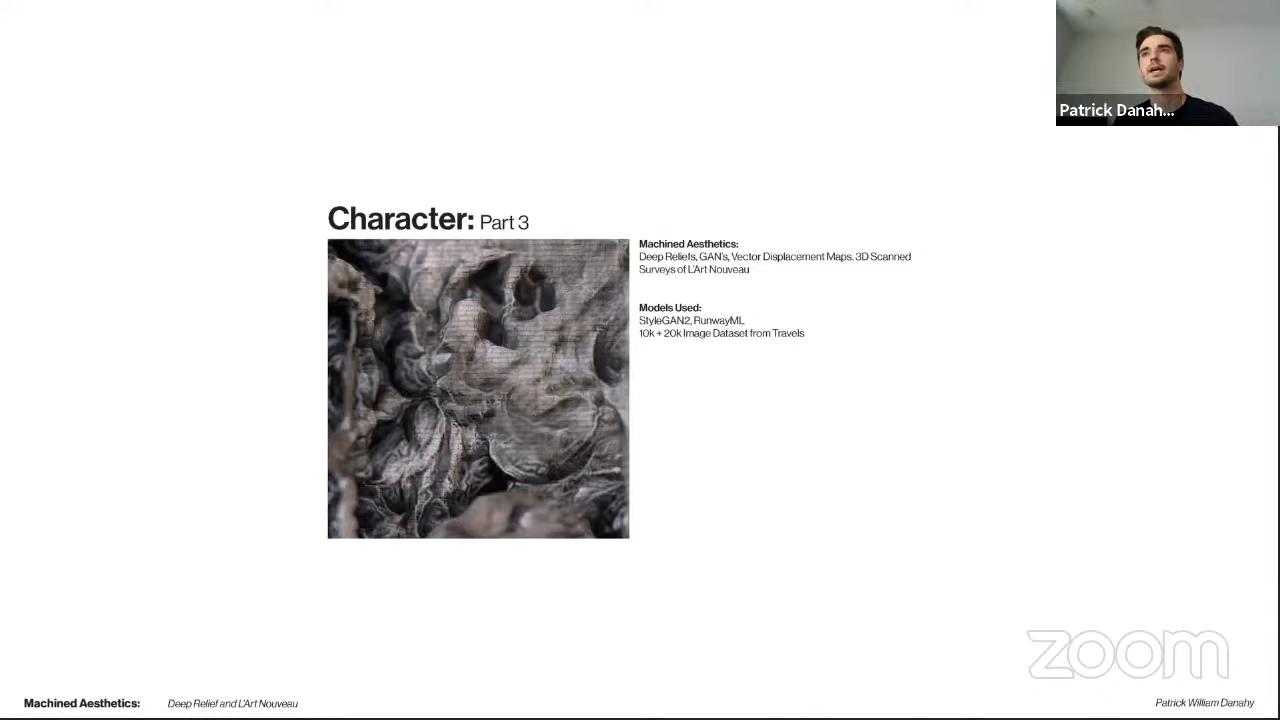 Patrick Danah...
Character: Part 3
Machined Aesthetics:
Deep Reliefs, GAN's, Vector Displacement Maps, 3D Scanned
Surveys of L'Art Nouveau
Models Used:
StyleGAN2, RunwayML
10k + 20k Image Dataset from Travels
zoom
Machined Aesthetics: Deep Relief and L'Art Nouveau
Patrick William Danahy